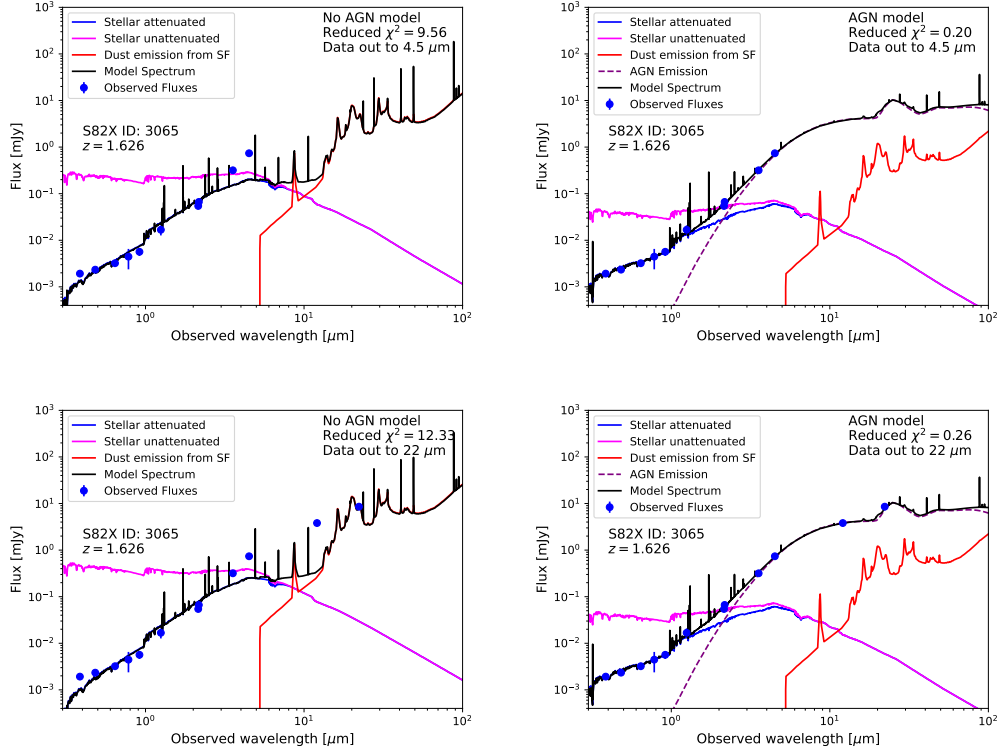 Stellar attenuated
Stellar unattenuated
Dust emission from SF
Model Spectrum
Observed Fluxes
No AGN model
Reduced χ² = 9.56
Data out to 4.5 μm
S82X ID: 3065
z = 1.626
Flux [mJy]
10³
10²
10¹
10⁰
10⁻¹
10⁻²
10⁻³
10⁰ 10¹ 10²
Observed wavelength [μm]
Stellar attenuated
Stellar unattenuated
Dust emission from SF
AGN Emission
Model Spectrum
Observed Fluxes
AGN model
Reduced χ² = 0.20
Data out to 4.5 μm
S82X ID: 3065
z = 1.626
Flux [mJy]
10³
10²
10¹
10⁰
10⁻¹
10⁻²
10⁻³
10⁰ 10¹ 10²
Observed wavelength [μm]
Stellar attenuated
Stellar unattenuated
Dust emission from SF
Model Spectrum
Observed Fluxes
No AGN model
Reduced χ² = 12.33
Data out to 22 μm
S82X ID: 3065
z = 1.626
Flux [mJy]
10³
10²
10¹
10⁰
10⁻¹
10⁻²
10⁻³
10⁰ 10¹ 10²
Observed wavelength [μm]
Stellar attenuated
Stellar unattenuated
Dust emission from SF
AGN Emission
Model Spectrum
Observed Fluxes
AGN model
Reduced χ² = 0.26
Data out to 22 μm
S82X ID: 3065
z = 1.626
Flux [mJy]
10³
10²
10¹
10⁰
10⁻¹
10⁻²
10⁻³
10⁰ 10¹ 10²
Observed wavelength [μm]